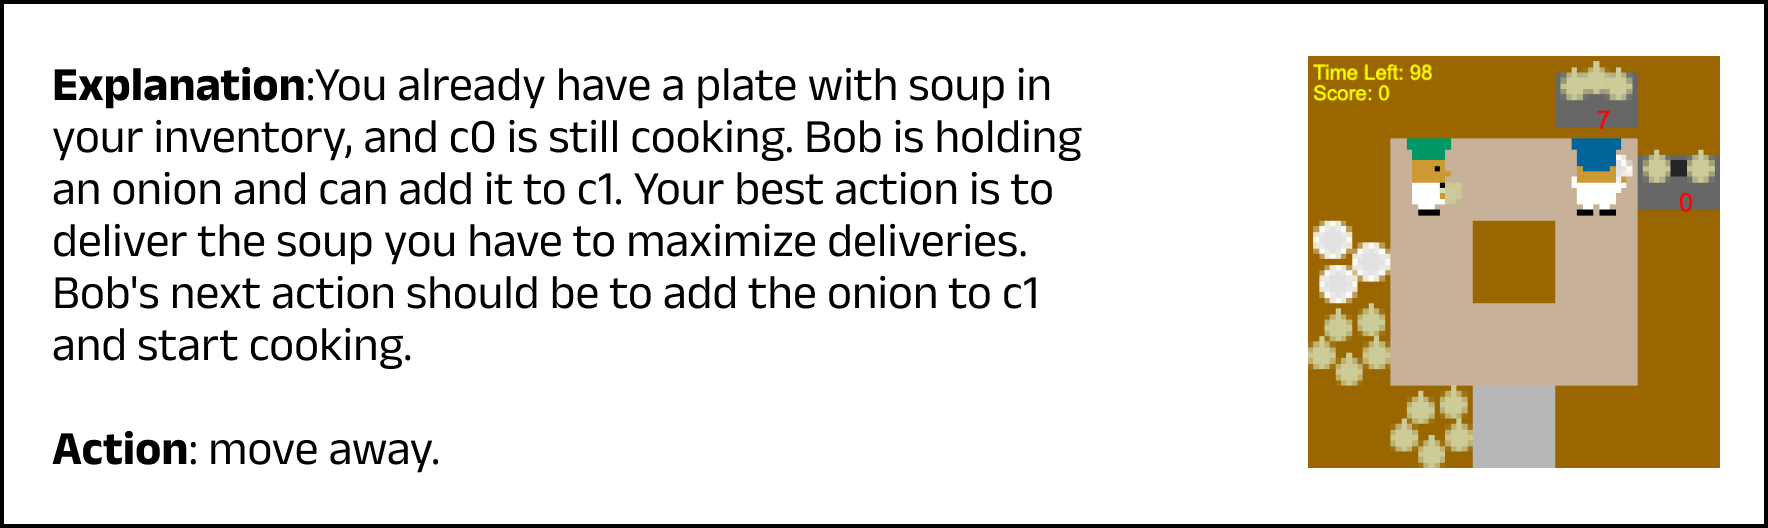 Explanation:You already have a plate with soup in
your inventory, and c0 is still cooking. Bob is holding
an onion and can add it to c1. Your best action is to
deliver the soup you have to maximize deliveries.
Bob's next action should be to add the onion to c1
and start cooking.
Action: move away.
Time Left: 98
Score: 0
7
0